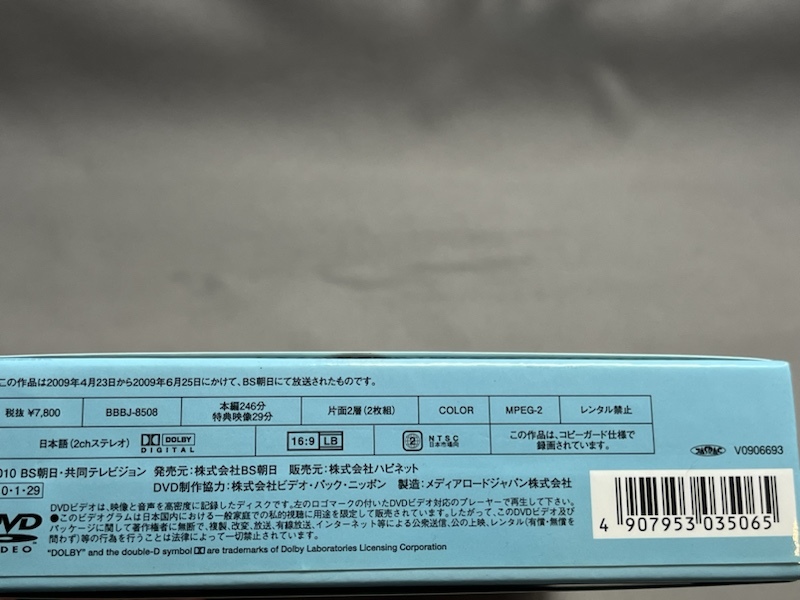 この作品は2009年4月23日から2009年6月25日にかけて、BS朝日にて放送されたものです。
税抜 ¥7,800 BBBJ-8508 本編246分 特典映像29分 片面2層(2枚組) COLOR MPEG-2 レンタル禁止
日本語(2chステレオ) DOLBY DIGITAL 16:9 LB 2 NTSC 日本市場向 この作品は、コピーガード仕様で録画されています。 V0906693
010 BS朝日・共同テレビジョン 発売元:株式会社BS朝日 販売元:株式会社ハピネット
0・1・29 DVD制作協力:株式会社ビデオ・パック・ニッポン 製造:メディアロードジャパン株式会社
DVDビデオは、映像と音声を高密度に記録したディスクです。左のロゴマークの付いたDVDビデオ対応のプレーヤーで再生して下さい。
●このビデオグラムは日本国内における一般家庭での私的視聴に用途を限定して販売されています。したがって、このDVDビデオ及び
パッケージに関して著作権者に無断で、複製、改変、放送、有線放送、インターネット等による公衆送信、公の上映、レンタル(有償・無償を
問わず)等の行為を行うことは法律によって一切禁止されています。
"DOLBY" and the double-D symbol are trademarks of Dolby Laboratories Licensing Corporation
DVD VIDEO
4 907953 035065